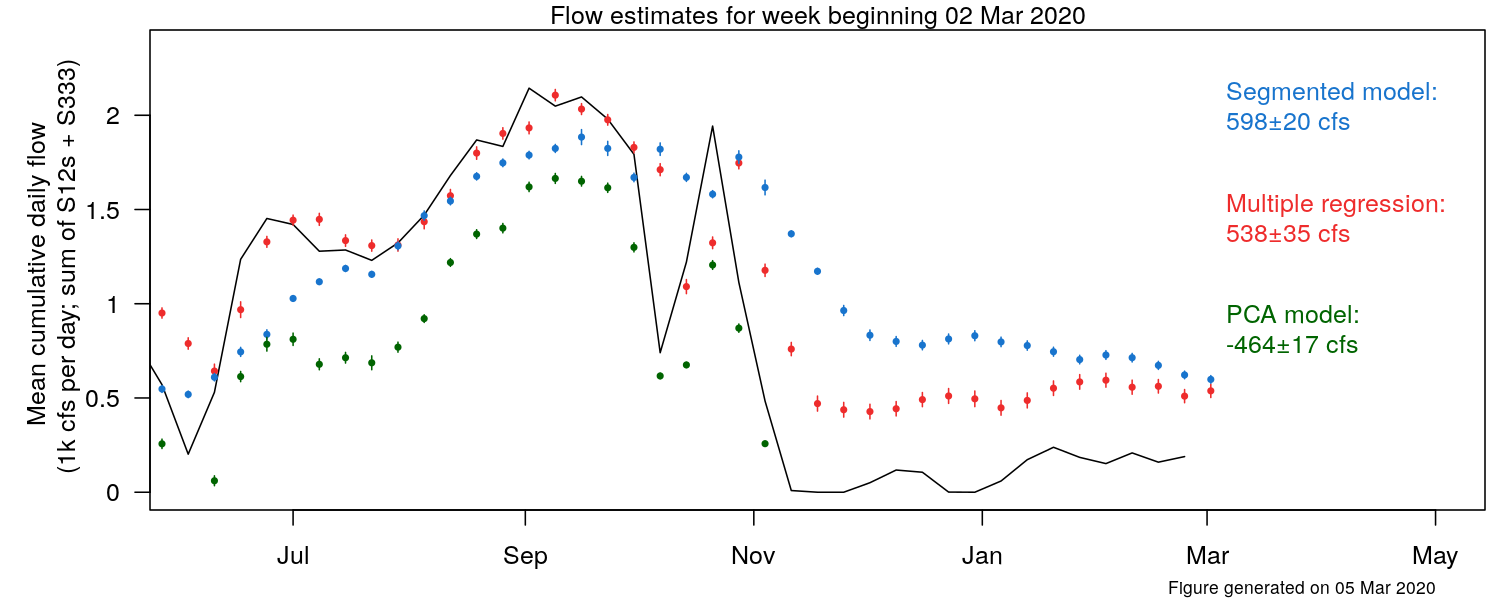 Flow estimates for week beginning 02 Mar 2020
Mean cumulative daily flow
(1k cfs per day; sum of S12s + S333)
2
1.5
1
0.5
0
Jul
Sep
Nov
Jan
Mar
May
Segmented model:
598±20 cfs
Multiple regression:
538±35 cfs
PCA model:
-464±17 cfs
Figure generated on 05 Mar 2020